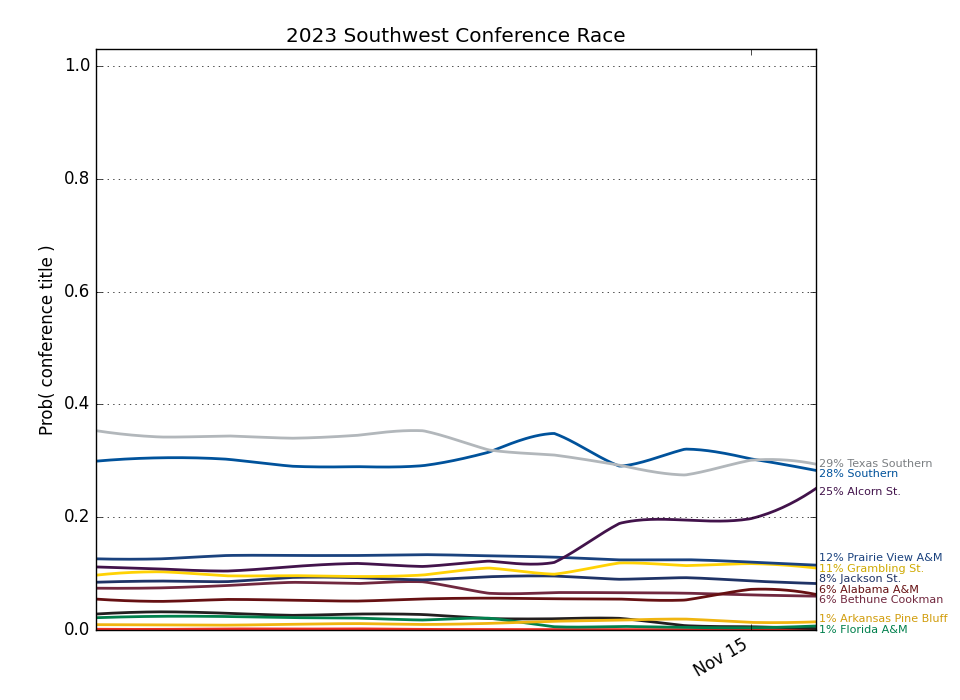 2023 Southwest Conference Race
Prob( conference title )
1.0
0.8
0.6
0.4
0.2
0.0
Nov 15
29% Texas Southern
28% Southern
25% Alcorn St.
12% Prairie View A&M
11% Grambling St.
8% Jackson St.
6% Alabama A&M
6% Bethune Cookman
1% Arkansas Pine Bluff
1% Florida A&M